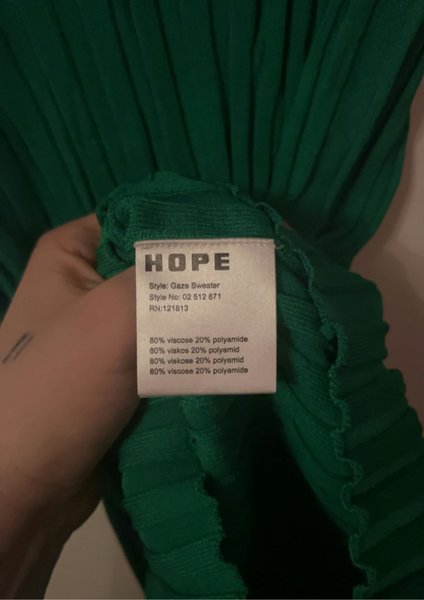 HOPE
Style: Gaze Sweater
Style No: 02 512 871
RN:121813
80% viscose 20% polyamide
80% viskos 20% polyamid
80% viscose 20% polyamid
80% viscose 20% polyamide